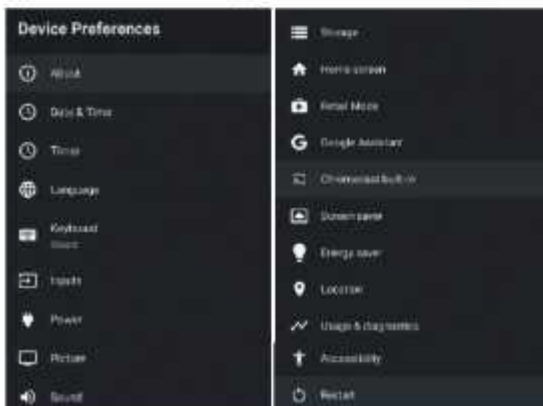 Device Preferences
About
Date & Time
Timer
Language
Keyboard
Inputs
Power
Picture
Sound
Storage
Home screen
Retail Mode
Google Assistant
Chromecast built-in
Screen saver
Energy saver
Location
Usage & diagnostics
Accessibility
Restart